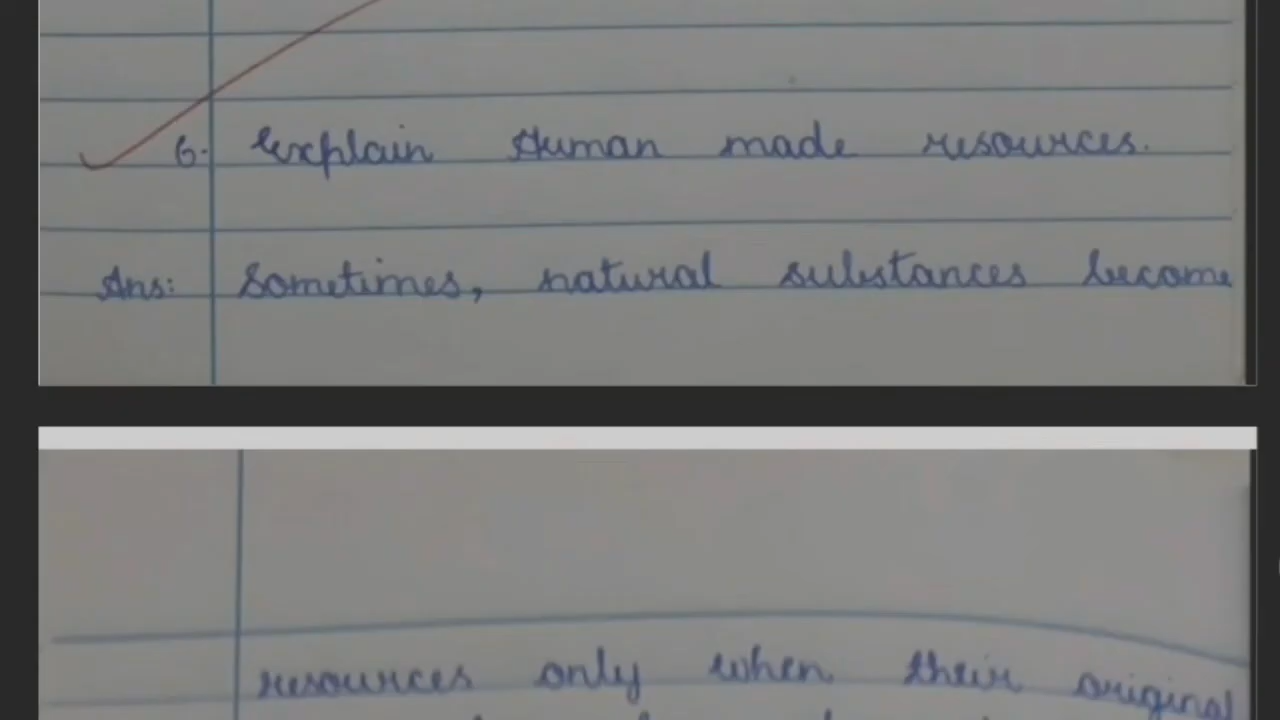 6. Explain Human made resources.
Ans: Sometimes, natural substances become
resources only when their original